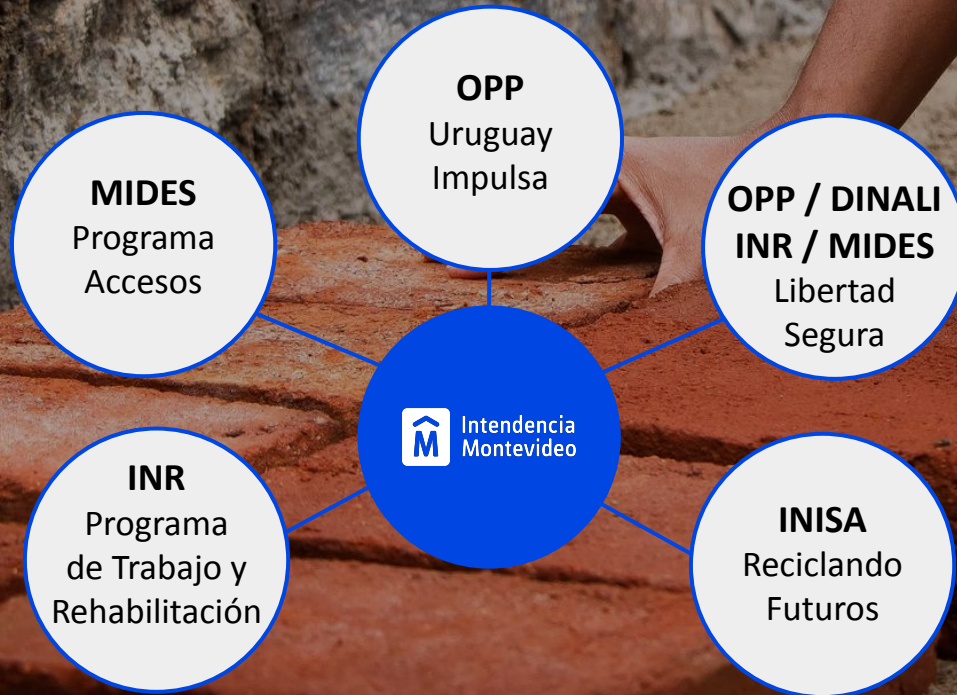 OPP
Uruguay
Impulsa
MIDES
Programa
Accesos
OPP / DINALI
INR / MIDES
Libertad
Segura
Intendencia
Montevideo
INR
Programa
de Trabajo y
Rehabilitación
INISA
Reciclando
Futuros